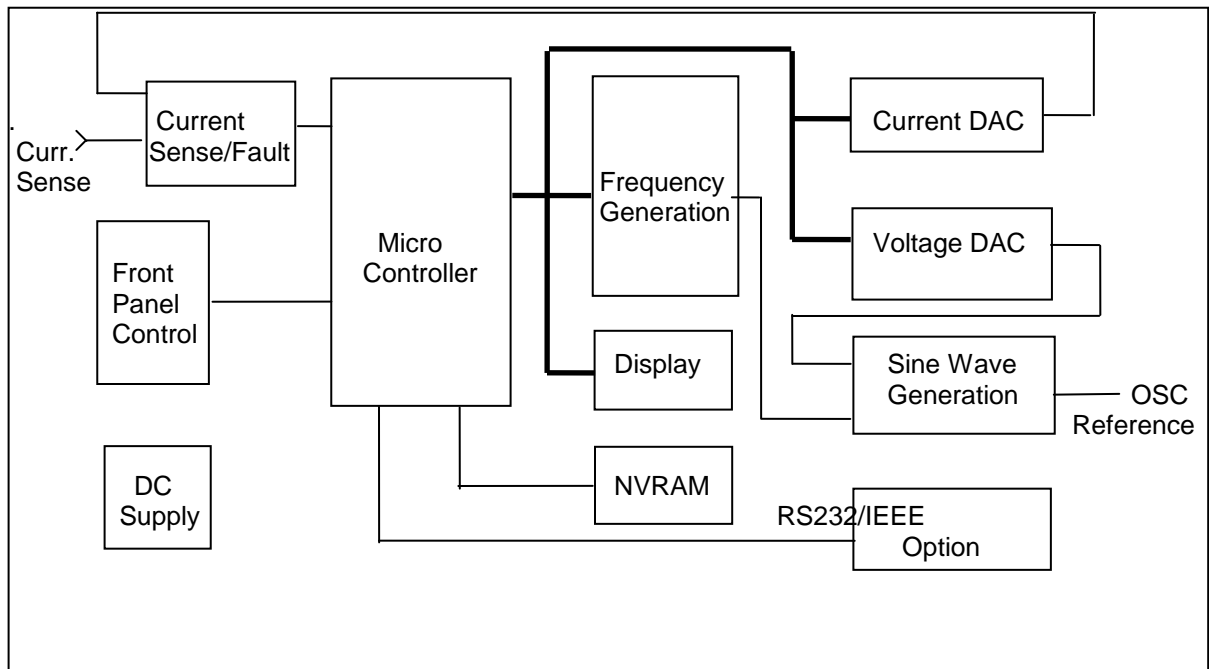 .
Curr.
Sense
Current
Sense/Fault
Micro
Controller
Frequency
Generation
Current DAC
Voltage DAC
Front
Panel
Control
Display
Sine Wave
Generation
OSC
Reference
DC
Supply
NVRAM
RS232/IEEE
Option